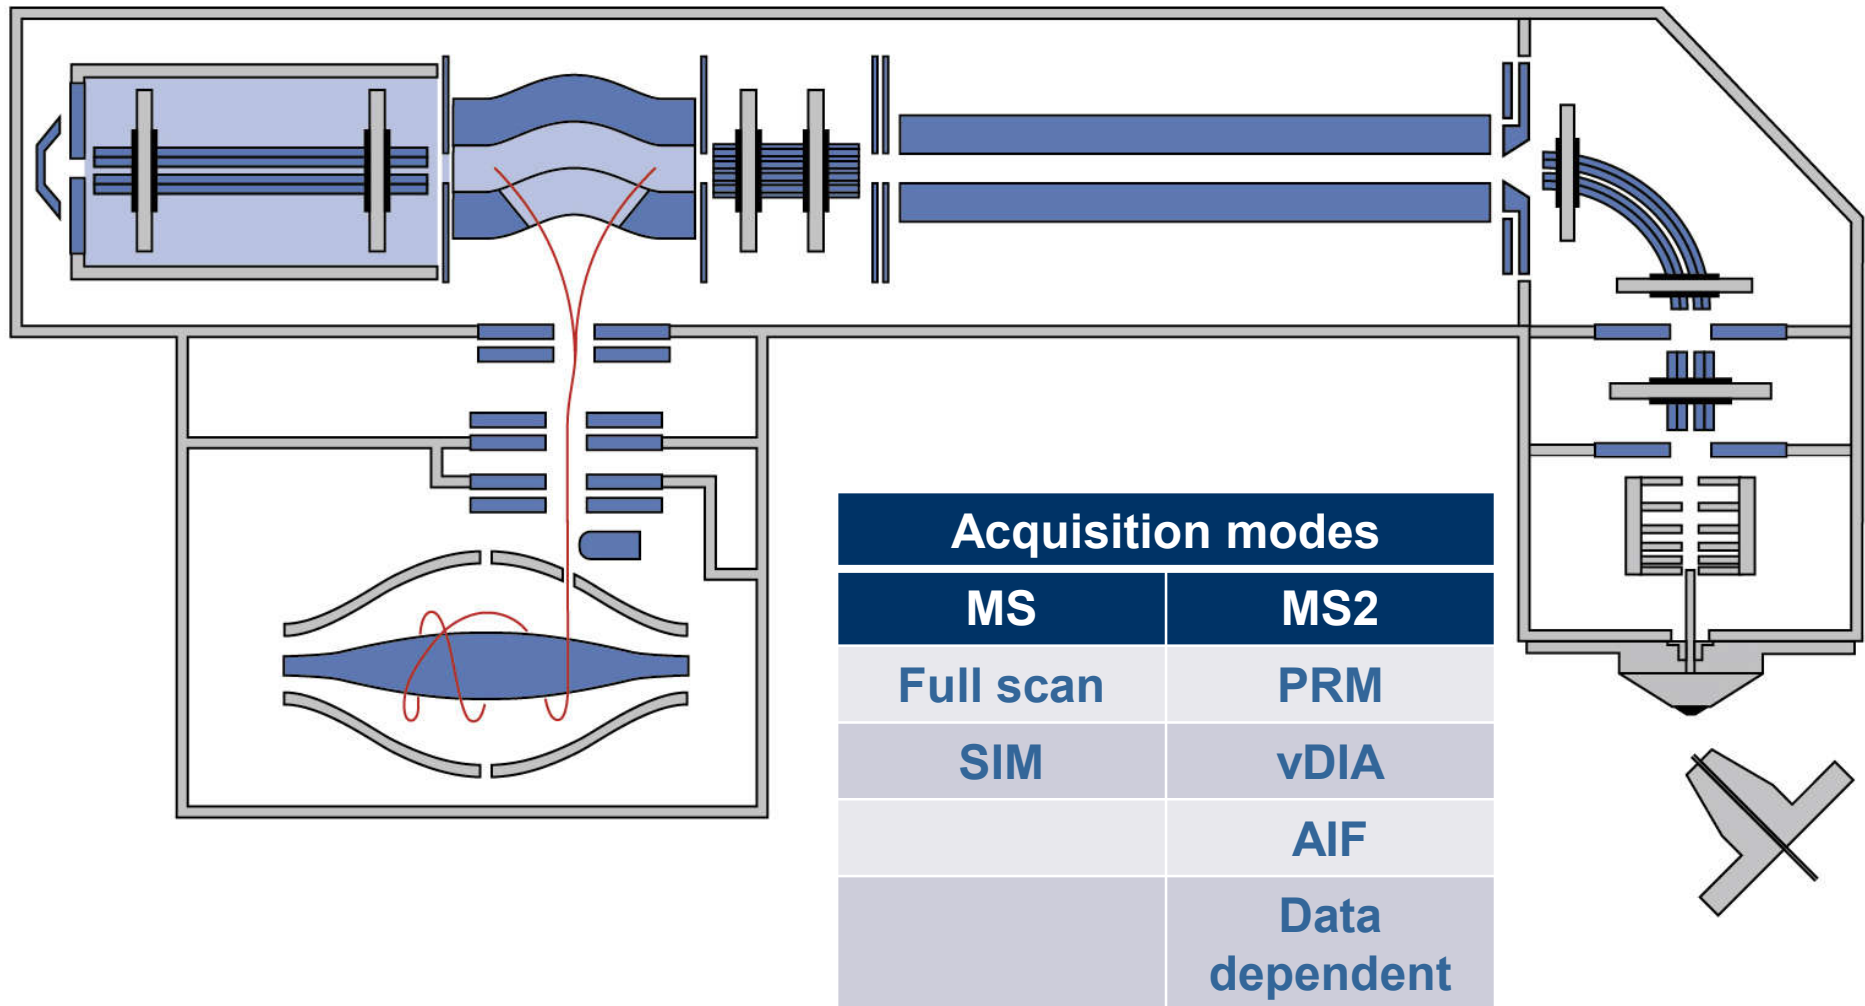 Acquisition modes
MS MS2
Full scan PRM
SIM vDIA
AIF
Data
dependent